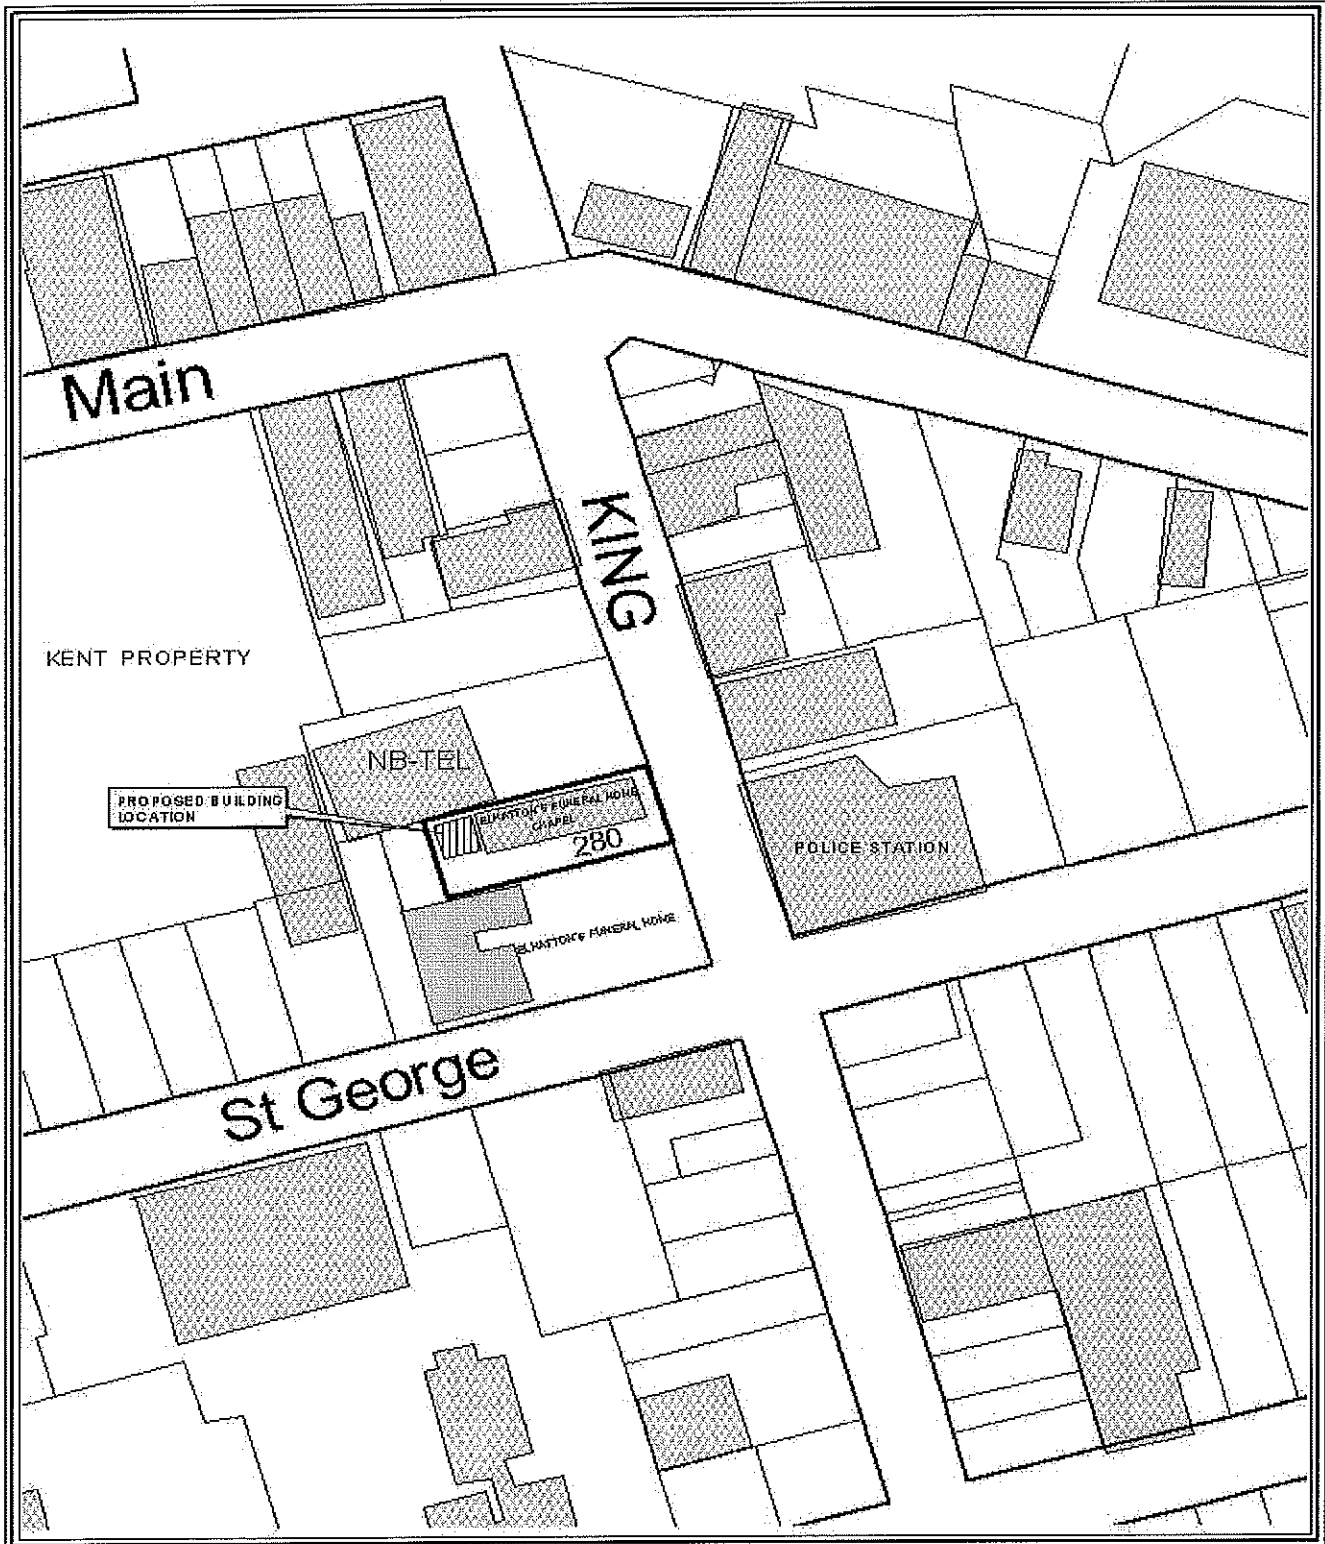 Main
KING
KENT PROPERTY
NB-TEL
PROPOSED BUILDING
LOCATION
FUNERAL HOME
CHAPEL
280
POLICE STATION
FUNERAL HOME
St George